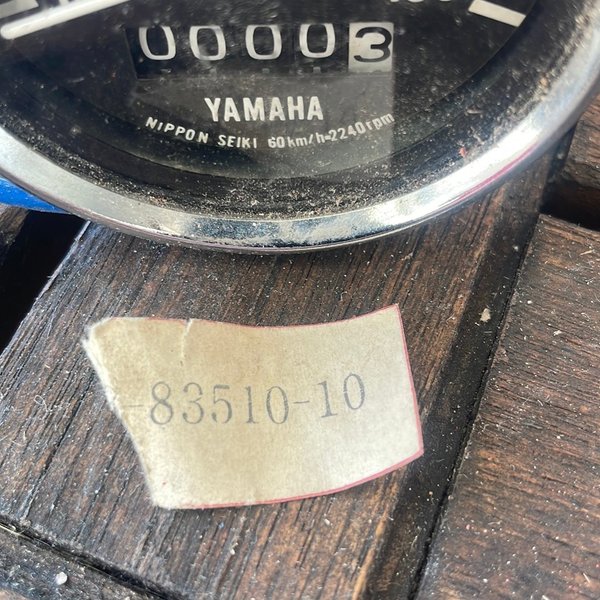 00003
YAMAHA
NIPPON SEIKI 60km/h=2240rpm
-83510-10